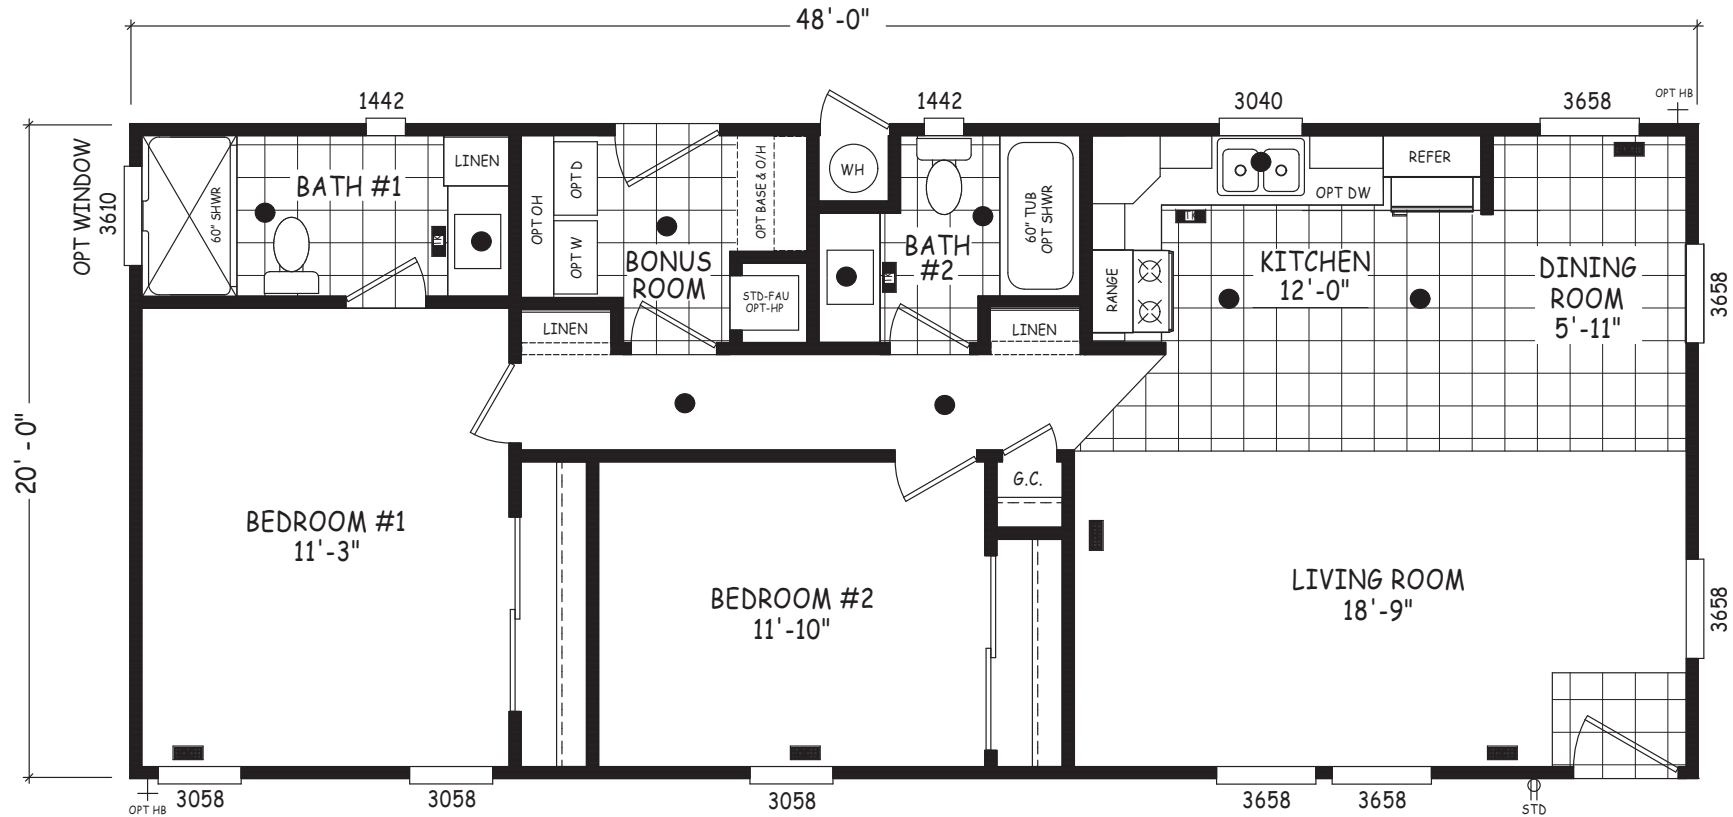 48'-0"
20'-0"
1442
1442
3040
3658
OPT HB
OPT WINDOW
3610
60" SHWR
BATH #1
LINEN
TK
OPT OH
OPT D
OPT W
BONUS
ROOM
OPT BASE & O/H
STD-FAU
OPT-HP
WH
BATH
#2
TK
60" TUB
OPT SHWR
REFER
OPT DW
TK
RANGE
KITCHEN
12'-0"
DINING
ROOM
5'-11"
3658
LINEN
LINEN
G.C.
BEDROOM #1
11'-3"
BEDROOM #2
11'-10"
LIVING ROOM
18'-9"
3658
OPT HB
3058
3058
3058
3658
3658
STD